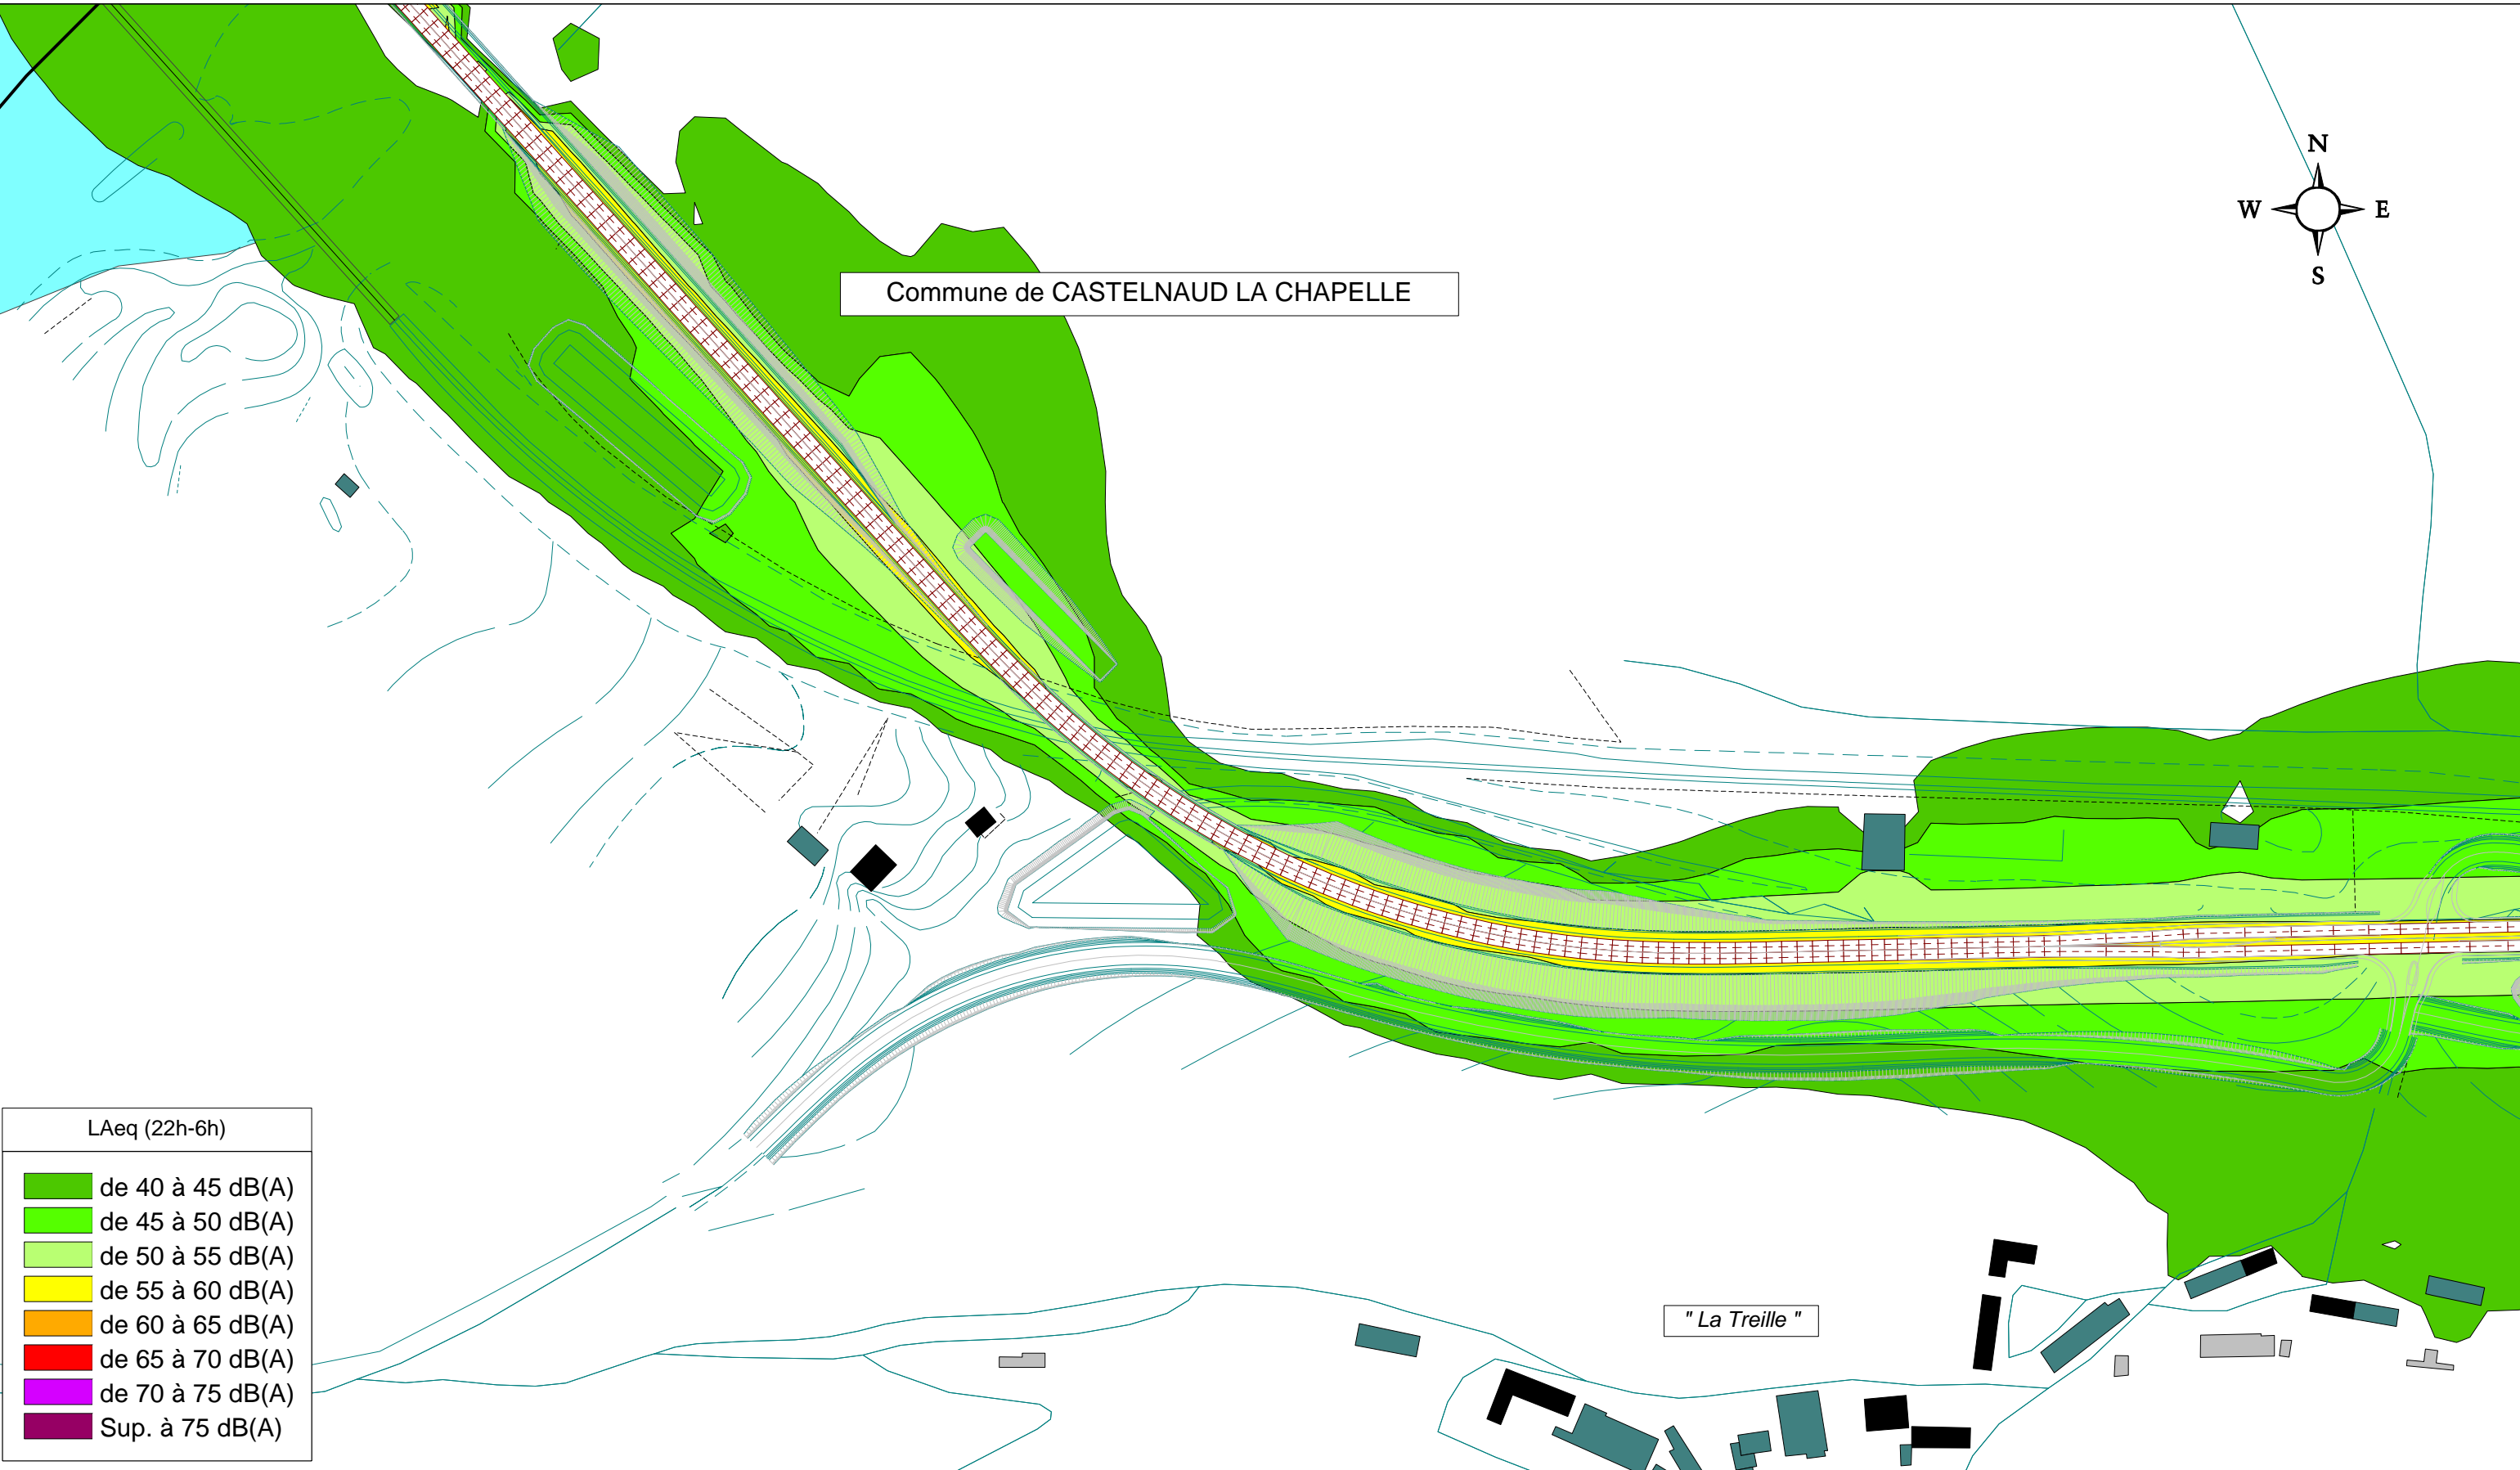 N
W E
S
Commune de CASTELNAUD LA CHAPELLE
LAeq (22h-6h)
de 40 à 45 dB(A)
de 45 à 50 dB(A)
de 50 à 55 dB(A)
de 55 à 60 dB(A)
de 60 à 65 dB(A)
de 65 à 70 dB(A)
de 70 à 75 dB(A)
Sup. à 75 dB(A)
" La Treille "